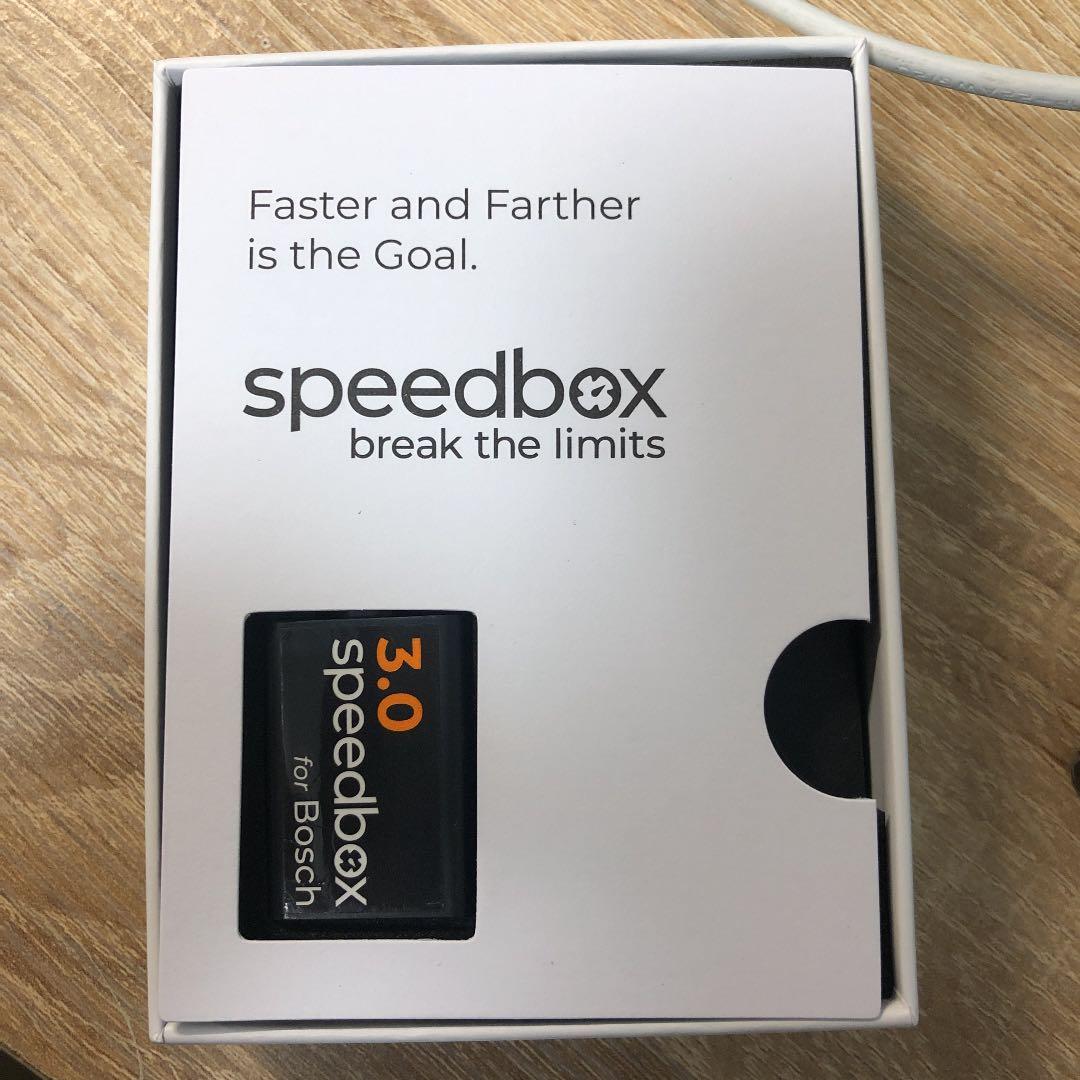 Faster and Farther
is the Goal.
speedbox
break the limits
3.0
speedbox
for Bosch